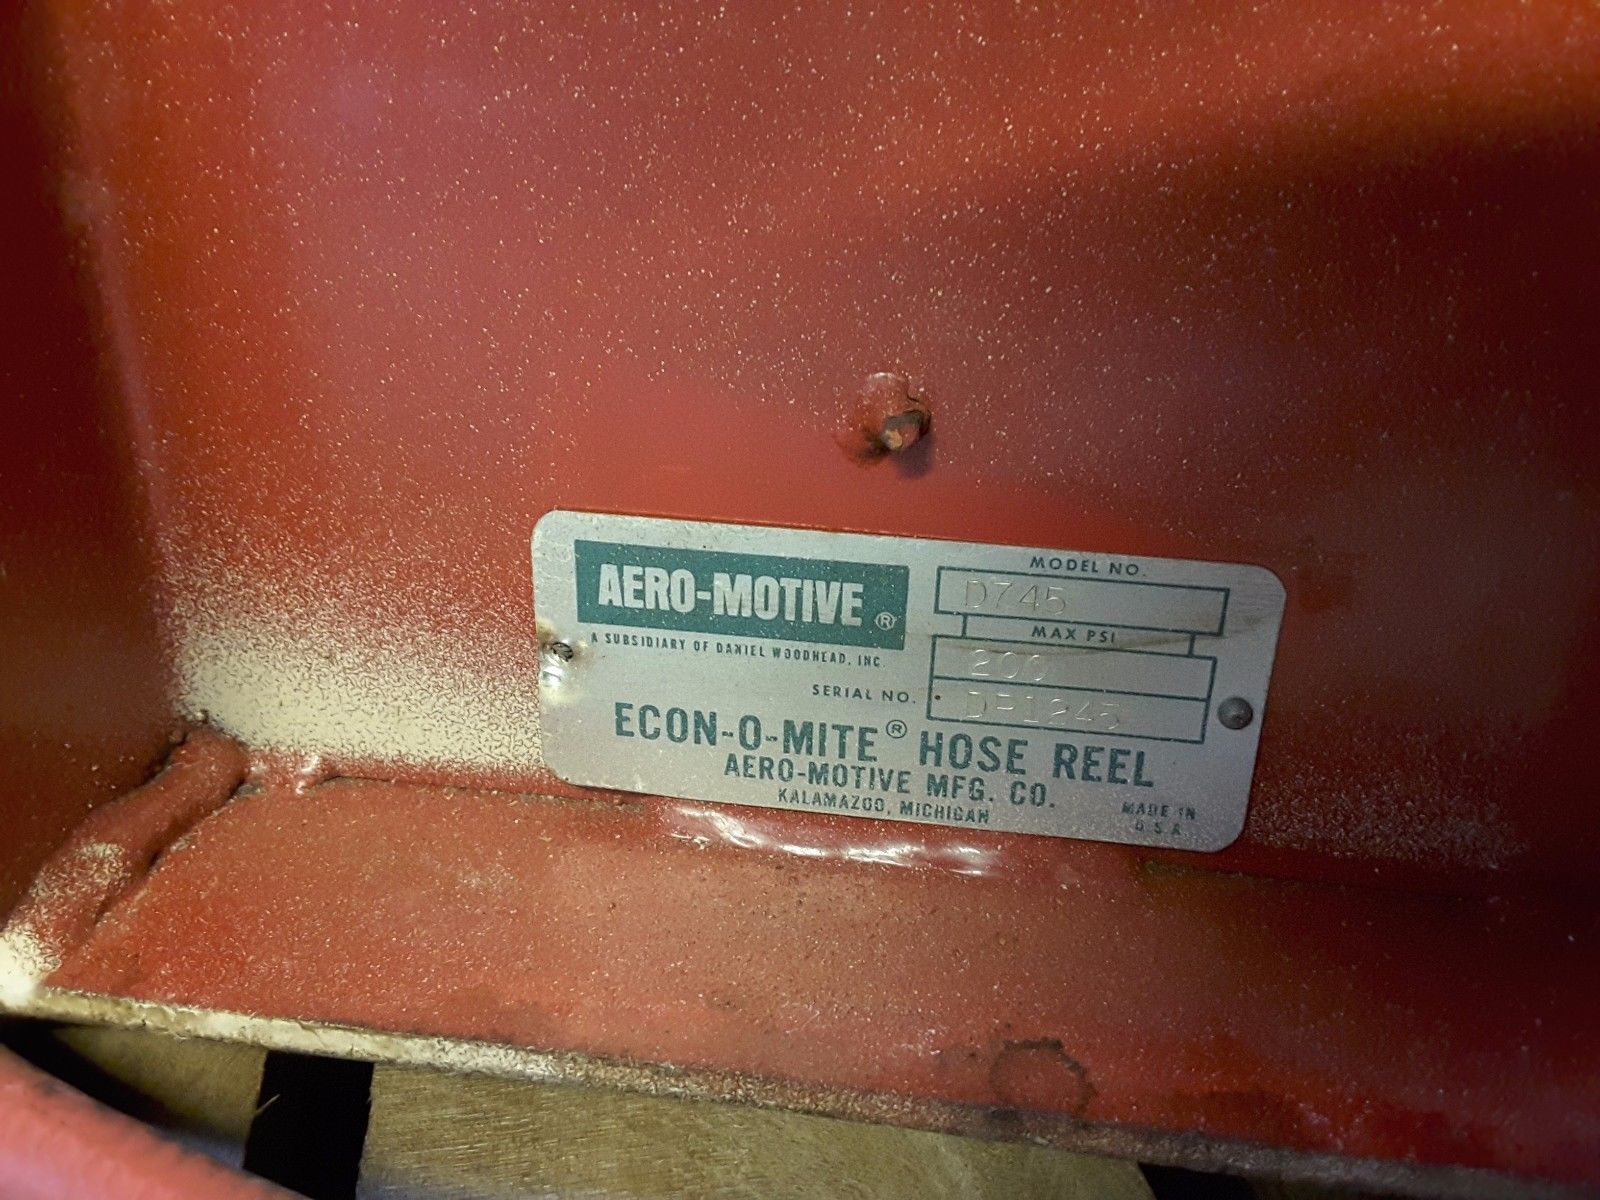 AERO-MOTIVE ®
A SUBSIDIARY OF DANIEL WOODHEAD, INC.
MODEL NO.
D745
MAX PSI
200
SERIAL NO.
DP1245
ECON-O-MITE® HOSE REEL
AERO-MOTIVE MFG. CO.
KALAMAZOO, MICHIGAN
MADE IN
U.S.A.